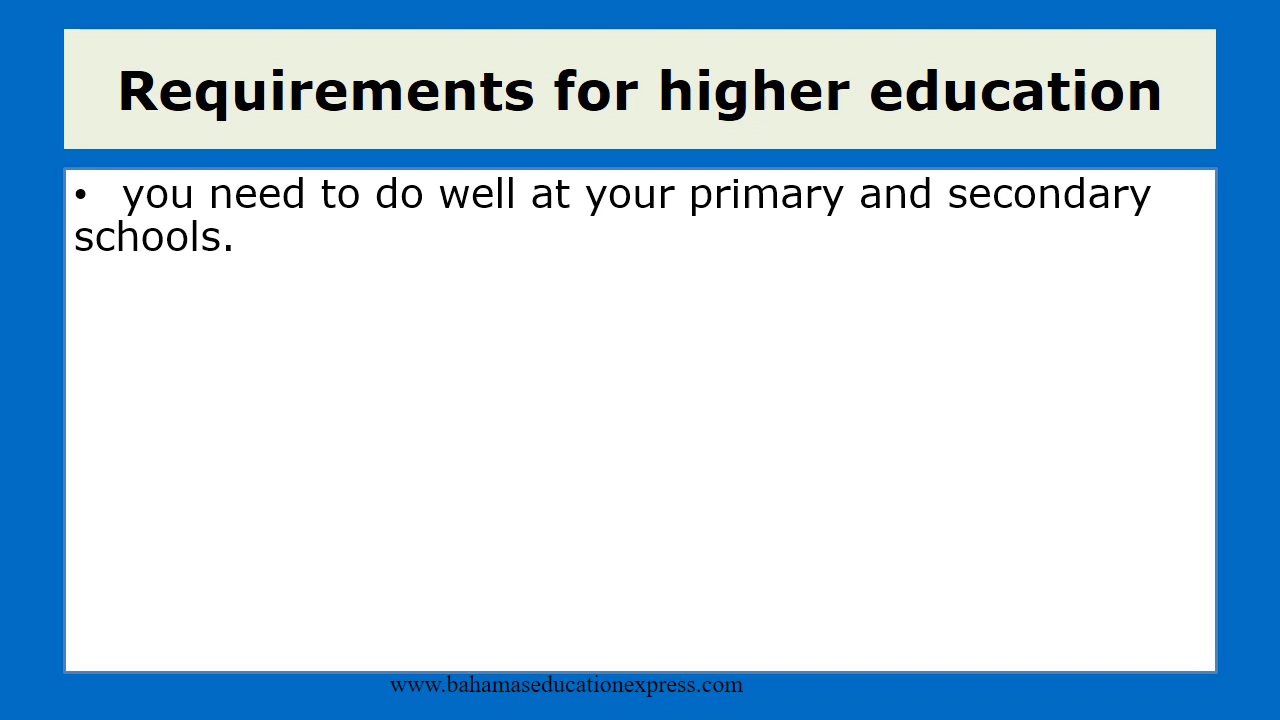 Requirements for higher education
• you need to do well at your primary and secondary
schools.
www.bahamaseducationexpress.com